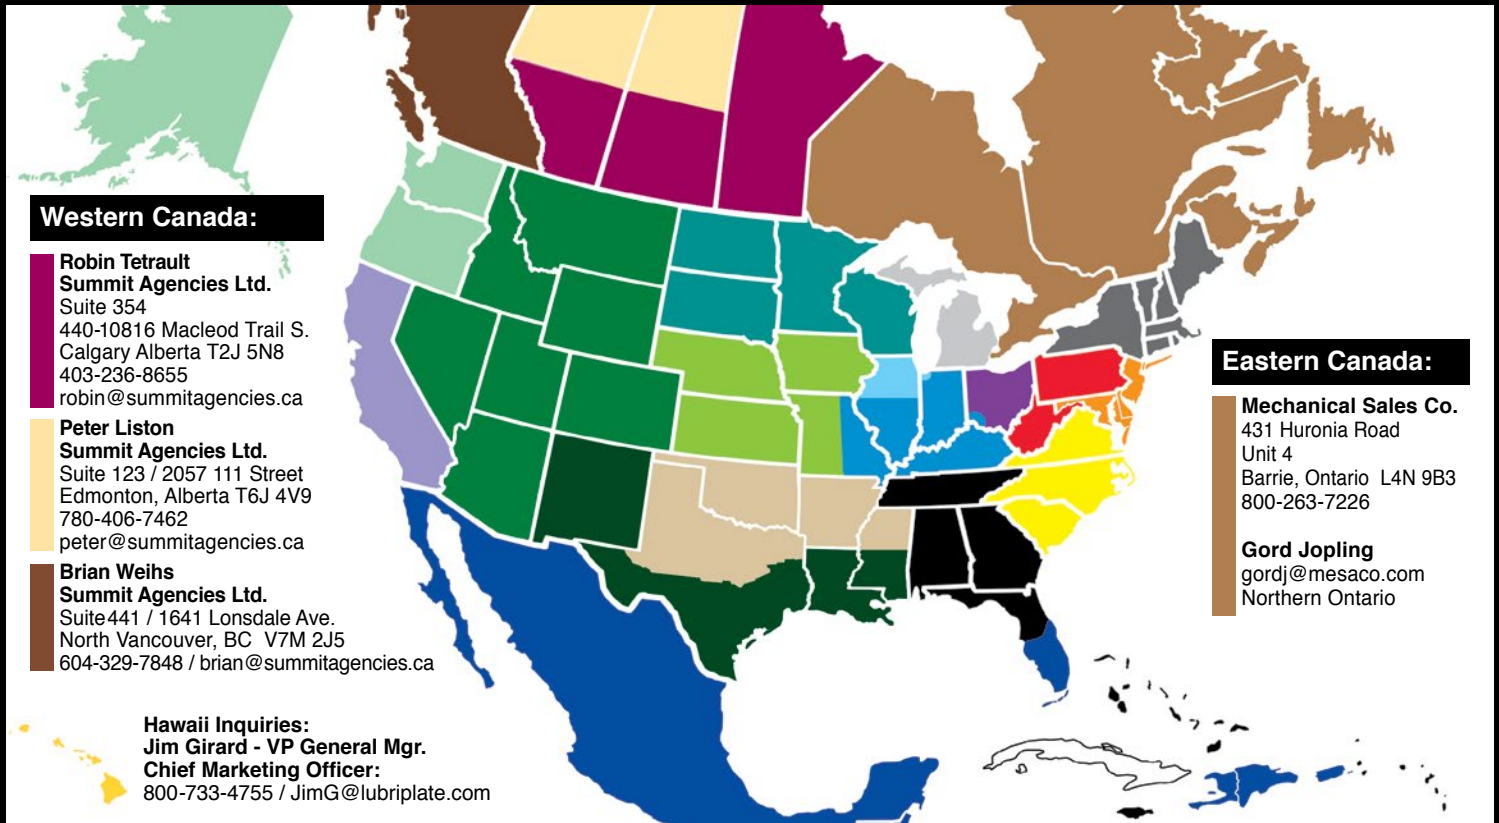 Western Canada:
Robin Tetrault
Summit Agencies Ltd.
Suite 354
440-10816 Macleod Trail S.
Calgary Alberta T2J 5N8
403-236-8655
robin@summitagencies.ca
Peter Liston
Summit Agencies Ltd.
Suite 123 / 2057 111 Street
Edmonton, Alberta T6J 4V9
780-406-7462
peter@summitagencies.ca
Brian Weihs
Summit Agencies Ltd.
Suite441 / 1641 Lonsdale Ave.
North Vancouver, BC  V7M 2J5
604-329-7848 / brian@summitagencies.ca
Hawaii Inquiries:
Jim Girard - VP General Mgr.
Chief Marketing Officer:
800-733-4755 / JimG@lubriplate.com
Eastern Canada:
Mechanical Sales Co.
431 Huronia Road
Unit 4
Barrie, Ontario  L4N 9B3
800-263-7226
Gord Jopling
gordj@mesaco.com
Northern Ontario